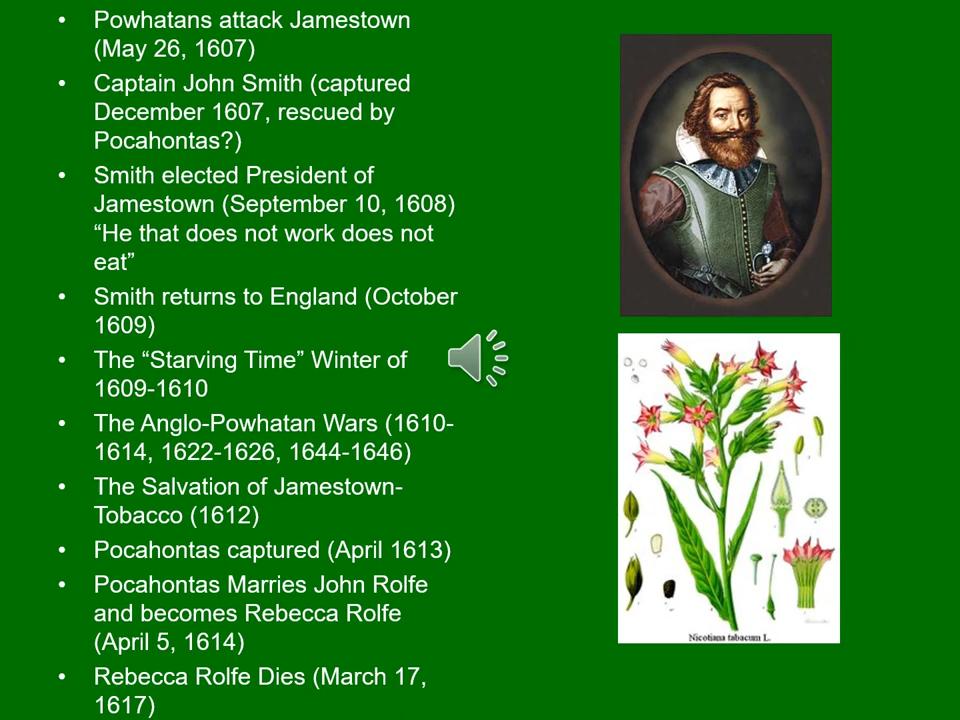 • Powhatans attack Jamestown
(May 26, 1607)
• Captain John Smith (captured
December 1607, rescued by
Pocahontas?)
• Smith elected President of
Jamestown (September 10, 1608)
“He that does not work does not
eat”
• Smith returns to England (October
1609)
• The “Starving Time” Winter of
1609-1610
• The Anglo-Powhatan Wars (1610-
1614, 1622-1626, 1644-1646)
• The Salvation of Jamestown-
Tobacco (1612)
• Pocahontas captured (April 1613)
• Pocahontas Marries John Rolfe
and becomes Rebecca Rolfe
(April 5, 1614)
• Rebecca Rolfe Dies (March 17,
1617)
Nicotiana tabacum L.